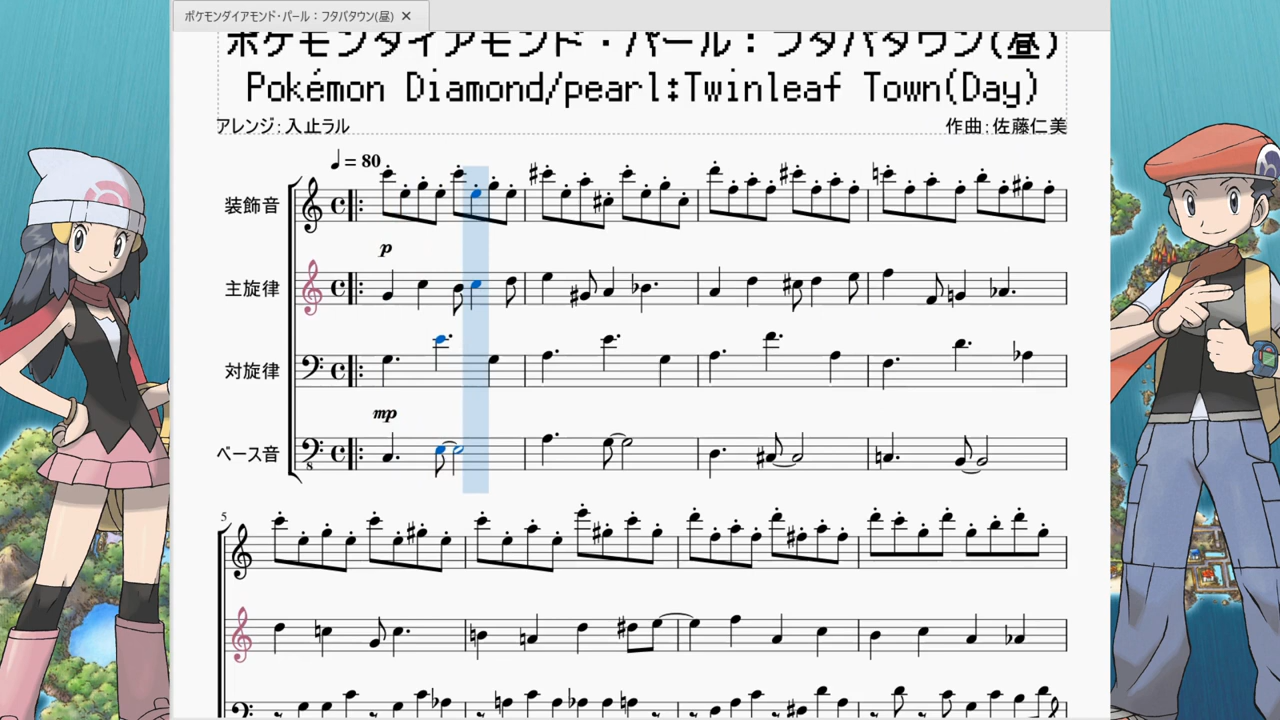 ポケモンダイアモンド・パール：フタバタウン(昼) ✕
ポケモンダイアモンド・パール：フタバタウン(昼)
Pokémon Diamond/pearl:Twinleaf Town(Day)
アレンジ：入止ラル
作曲：佐藤仁美
♩ = 80
装飾音
p
主旋律
対旋律
mp
ベース音
8
5